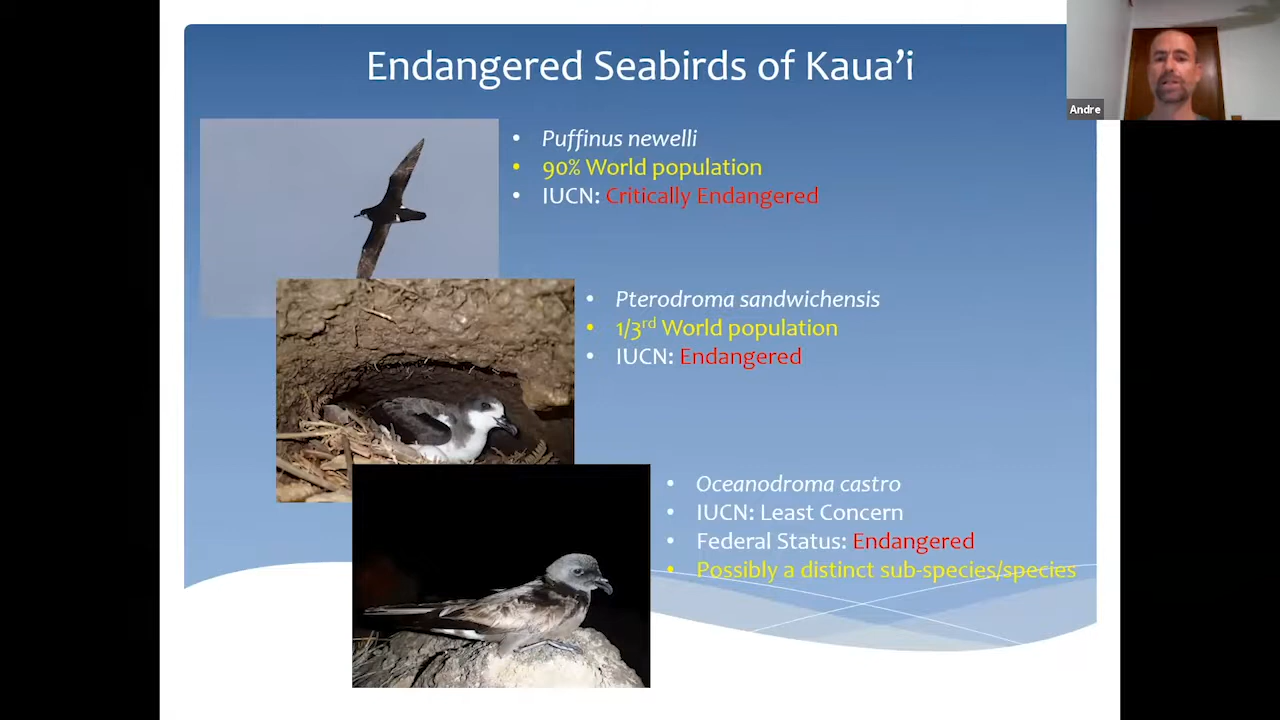 Endangered Seabirds of Kaua’i
Andre
• Puffinus newelli
• 90% World population
• IUCN: Critically Endangered
• Pterodroma sandwichensis
• 1/3rd World population
• IUCN: Endangered
• Oceanodroma castro
• IUCN: Least Concern
• Federal Status: Endangered
• Possibly a distinct sub-species/species